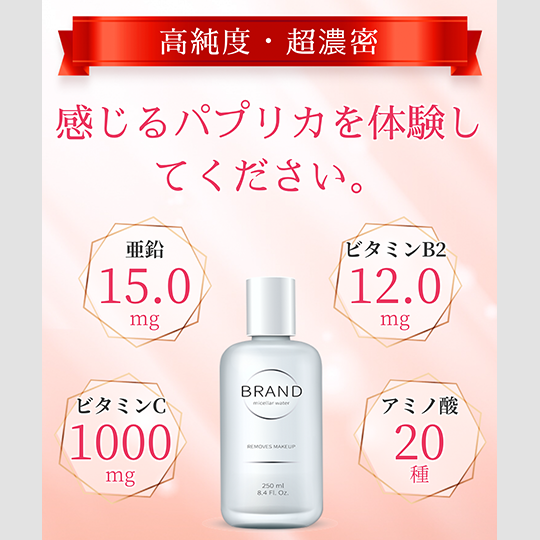 高純度・超濃密
感じるパプリカを体験し
てください。
亜鉛
15.0
mg
ビタミンB2
12.0
mg
BRAND
micellar water
REMOVES MAKEUP
250 ml
8.4 Fl. Oz.
ビタミンC
1000
mg
アミノ酸
20
種